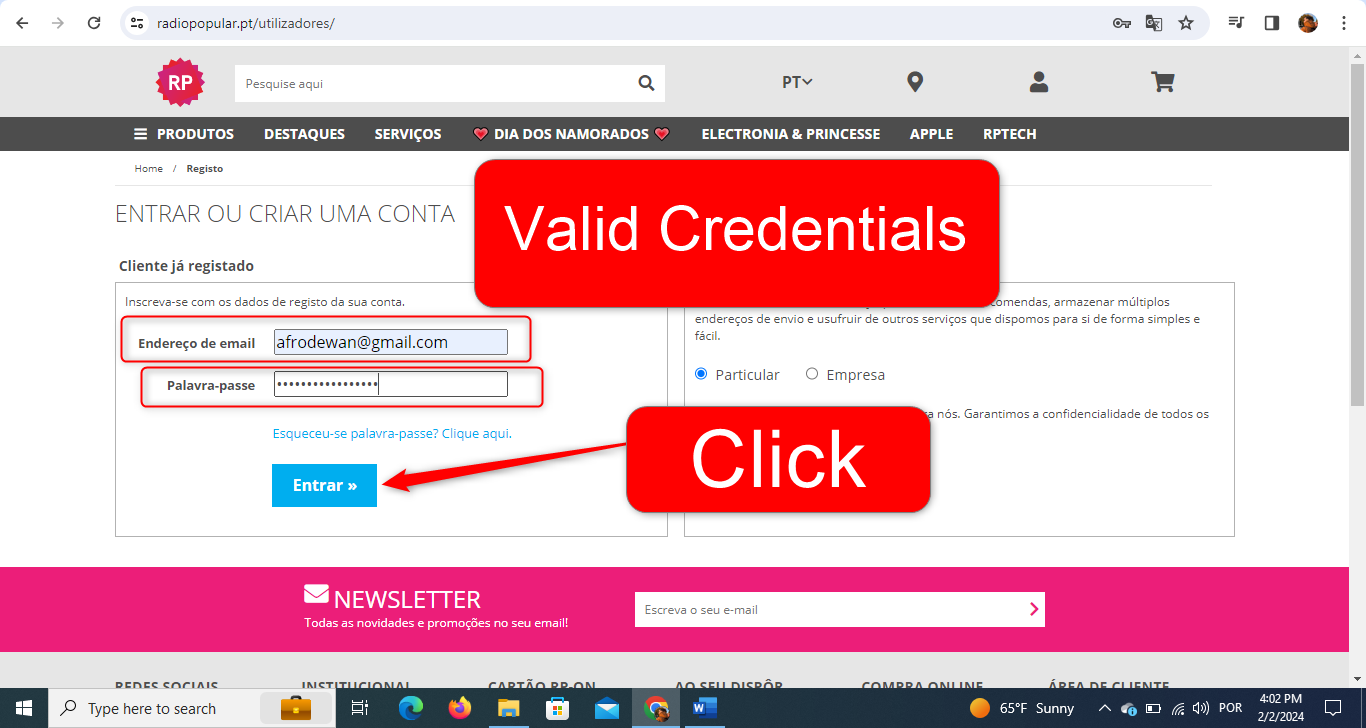 radiopopular.pt/utilizadores/
RP
Pesquise aqui
PT
PRODUTOS
DESTAQUES
SERVIÇOS
DIA DOS NAMORADOS
ELECTRONIA & PRINCESSE
APPLE
RPTECH
Home / Registo
ENTRAR OU CRIAR UMA CONTA
Valid Credentials
Cliente já registado
Inscreva-se com os dados de registo da sua conta.
Endereço de email
afrodewan@gmail.com
Palavra-passe
•••••••••••••••••
Esqueceu-se palavra-passe? Clique aqui.
Entrar »
Click
comendas, armazenar múltiplos
endereços de envio e usufruir de outros serviços que dispomos para si de forma simples e
fácil.
Particular
Empresa
nós. Garantimos a confidencialidade de todos os
NEWSLETTER
Todas as novidades e promoções no seu email!
Escreva o seu e-mail
REDES SOCIAIS
INSTITUCIONAL
CARTÃO RP-ON
AO SEU DISPÔR
COMPRA ONLINE
ÁREA DE CLIENTE
Type here to search
65°F Sunny
POR
4:02 PM
2/2/2024